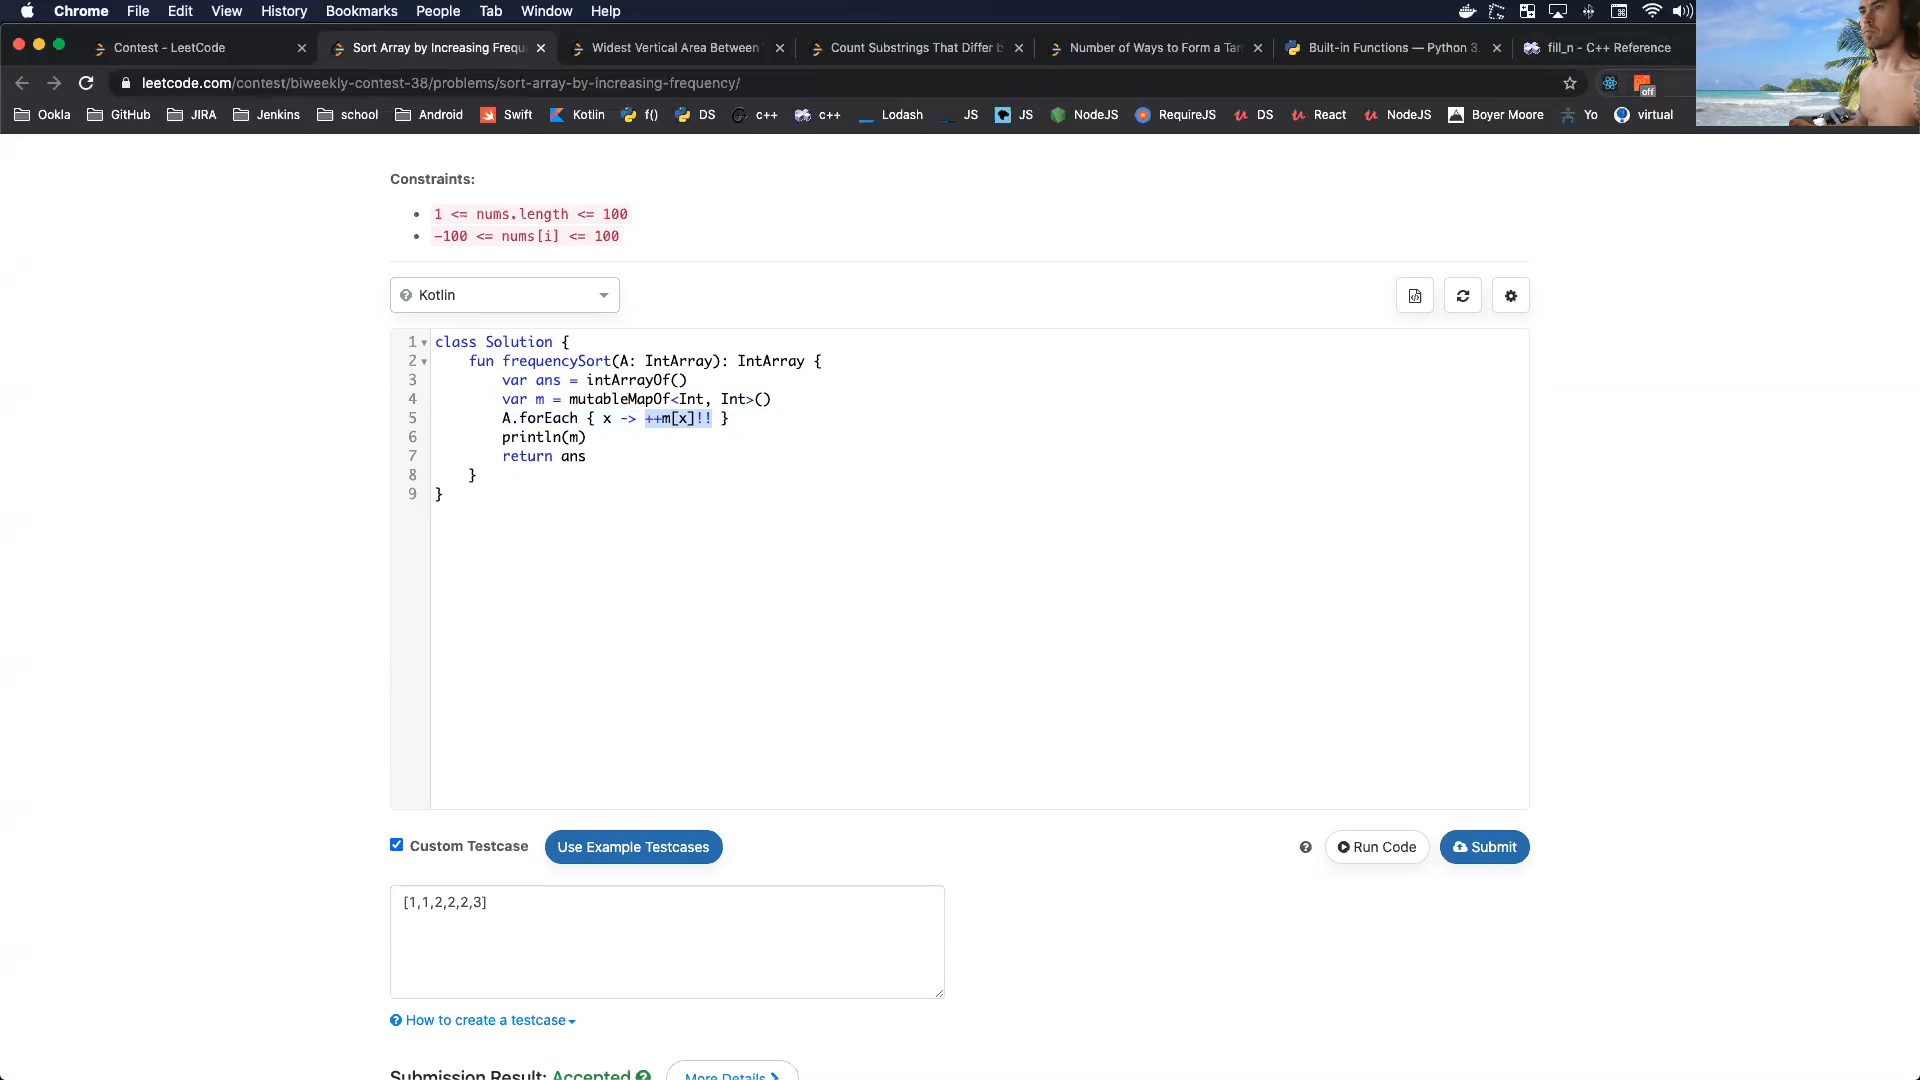 Chrome File Edit View History Bookmarks People Tab Window Help
Contest - LeetCode
Sort Array by Increasing Frequ
Widest Vertical Area Between
Count Substrings That Differ b
Number of Ways to Form a Tar
Built-in Functions — Python 3.
fill_n - C++ Reference
leetcode.com/contest/biweekly-contest-38/problems/sort-array-by-increasing-frequency/
off
Ookla GitHub JIRA Jenkins school Android Swift Kotlin f() DS c++ c++ Lodash JS JS NodeJS RequireJS DS React NodeJS Boyer Moore Yo virtual
Constraints:
1 <= nums.length <= 100
-100 <= nums[i] <= 100
Kotlin
1 class Solution {
2 fun frequencySort(A: IntArray): IntArray {
3 var ans = intArrayOf()
4 var m = mutableMapOf<Int, Int>()
5 A.forEach { x -> ++m[x]!! }
6 println(m)
7 return ans
8 }
9 }
Custom Testcase
Use Example Testcases
Run Code
Submit
[1,1,2,2,2,3]
How to create a testcase
Submission Result: Accepted
More Details